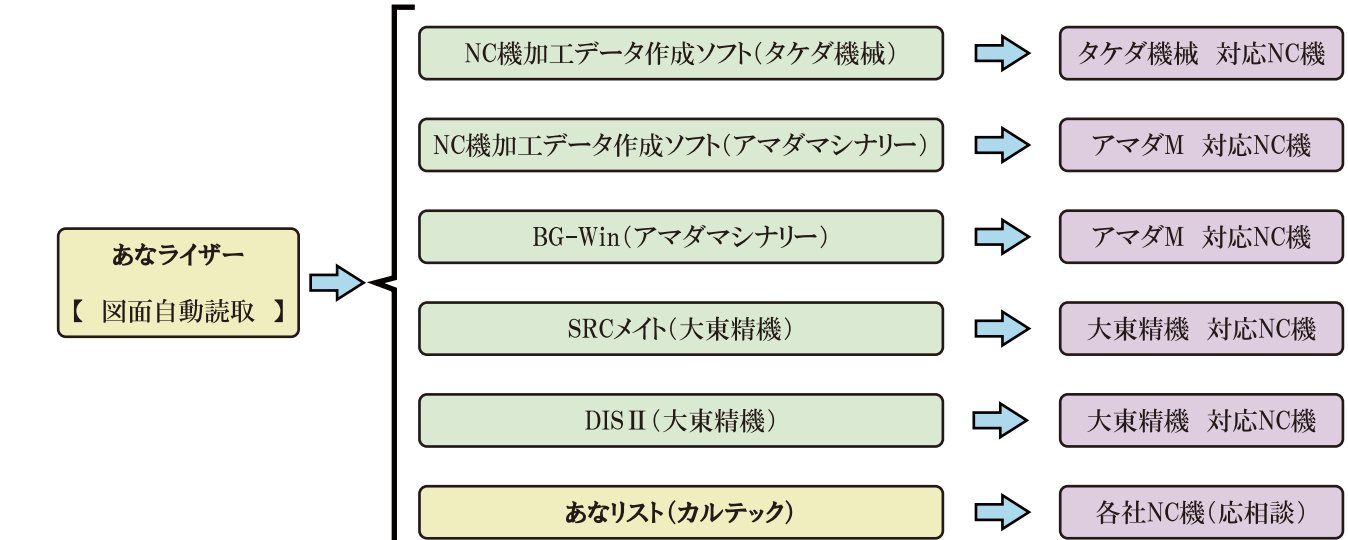 あなライザー
【 図面自動読取 】
NC機加工データ作成ソフト(タケダ機械)
タケダ機械 対応NC機
NC機加工データ作成ソフト(アマダマシナリー)
アマダM 対応NC機
BG-Win(アマダマシナリー)
アマダM 対応NC機
SRCメイト(大東精機)
大東精機 対応NC機
DISⅡ(大東精機)
大東精機 対応NC機
あなリスト(カルテック)
各社NC機(応相談)